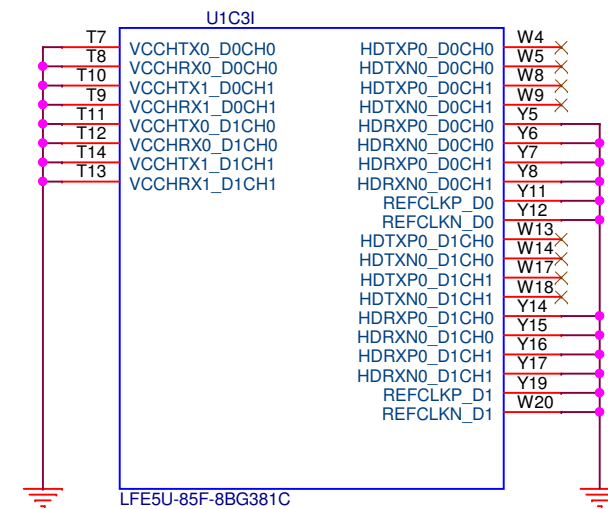 U1C3I
T7 VCCHTX0_D0CH0 HDTXP0_D0CH0 W4
T8 VCCHRX0_D0CH0 HDTXN0_D0CH0 W5
T10 VCCHTX1_D0CH1 HDTXP0_D0CH1 W8
T9 VCCHRX1_D0CH1 HDTXN0_D0CH1 W9
T11 VCCHTX0_D1CH0 HDRXP0_D0CH0 Y5
T12 VCCHRX0_D1CH0 HDRXN0_D0CH0 Y6
T14 VCCHTX1_D1CH1 HDRXP0_D0CH1 Y7
T13 VCCHRX1_D1CH1 HDRXN0_D0CH1 Y8
REFCLKP_D0 Y11
REFCLKN_D0 Y12
HDTXP0_D1CH0 W13
HDTXN0_D1CH0 W14
HDTXP0_D1CH1 W17
HDTXN0_D1CH1 W18
HDRXP0_D1CH0 Y14
HDRXN0_D1CH0 Y15
HDRXP0_D1CH1 Y16
HDRXN0_D1CH1 Y17
REFCLKP_D1 Y19
REFCLKN_D1 W20
LFE5U-85F-8BG381C